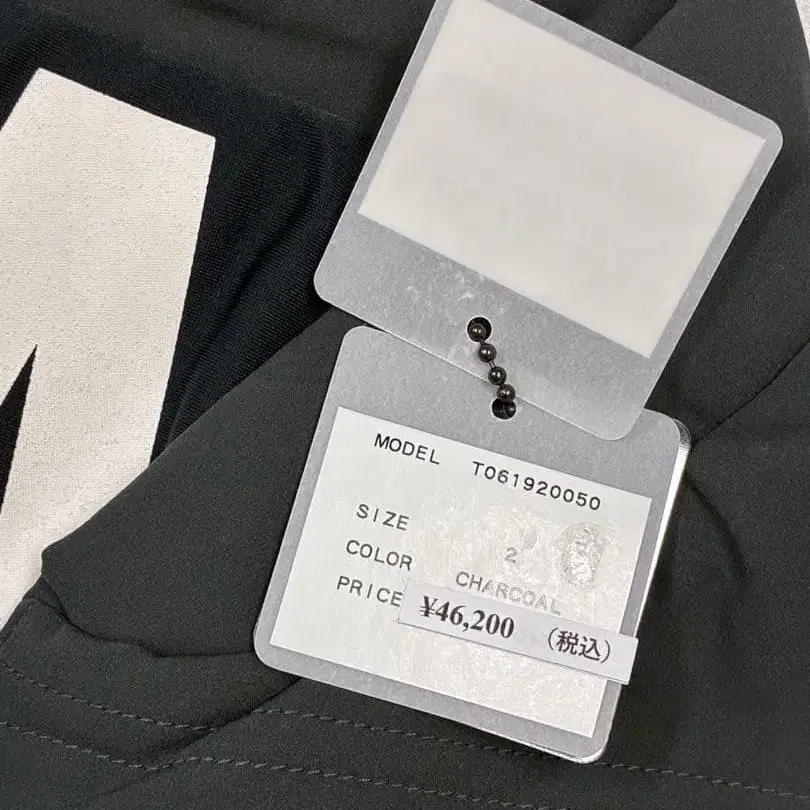 MODEL T061920050
SIZE 2
COLOR CHARCOAL
PRICE ¥46,200 (税込)